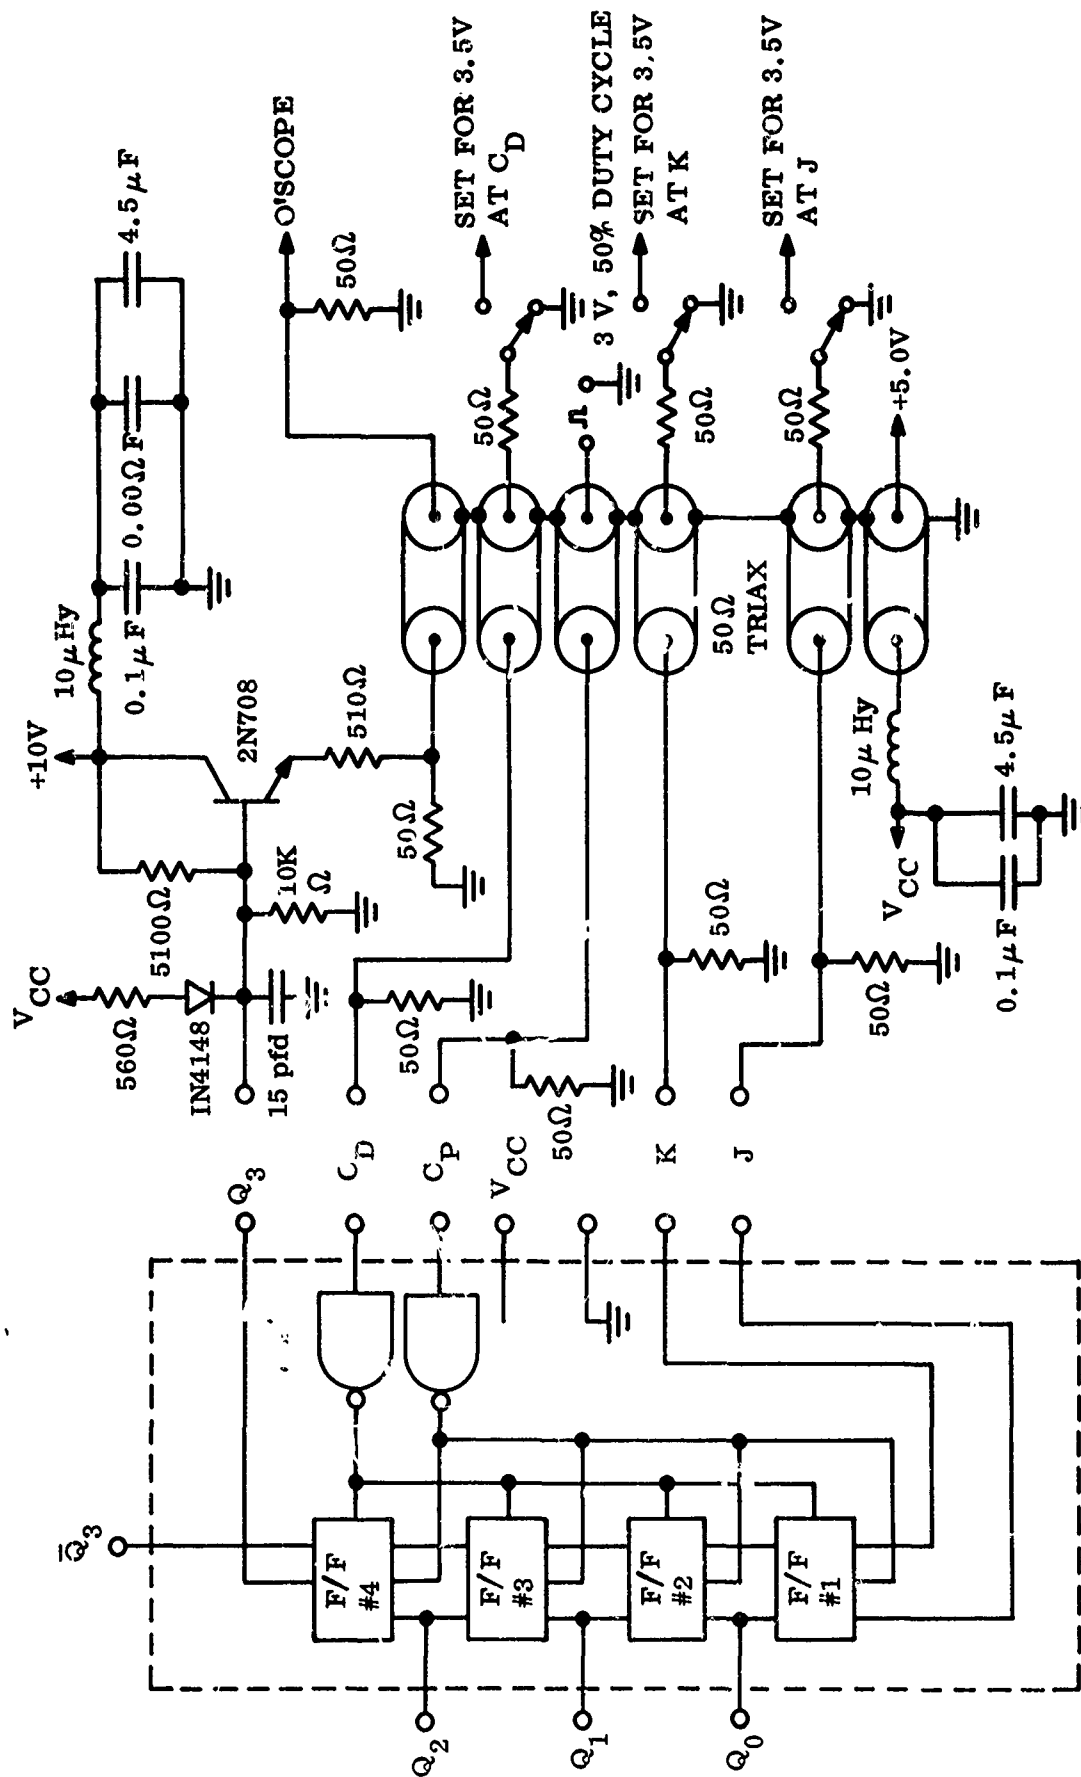 +10V
10μHy
0.1μF
0.00ΩF
4.5μF
O'SCOPE
50Ω
2N708
510Ω
50Ω
5100Ω
10K
Ω
VCC
560Ω
IN4148
15 pfd
50Ω
50Ω
SET FOR 3.5V
AT CD
50Ω
3 V, 50% DUTY CYCLE
SET FOR 3.5V
AT K
50Ω
SET FOR 3.5V
AT J
50Ω
+5.0V
50Ω
TRIAX
10μ Hy
VCC
0.1μF
4.5μF
50Ω
50Ω
Q3
CD
CP
VCC
K
J
Q̅3
F/F
#4
F/F
#3
F/F
#2
F/F
#1
Q2
Q1
Q0